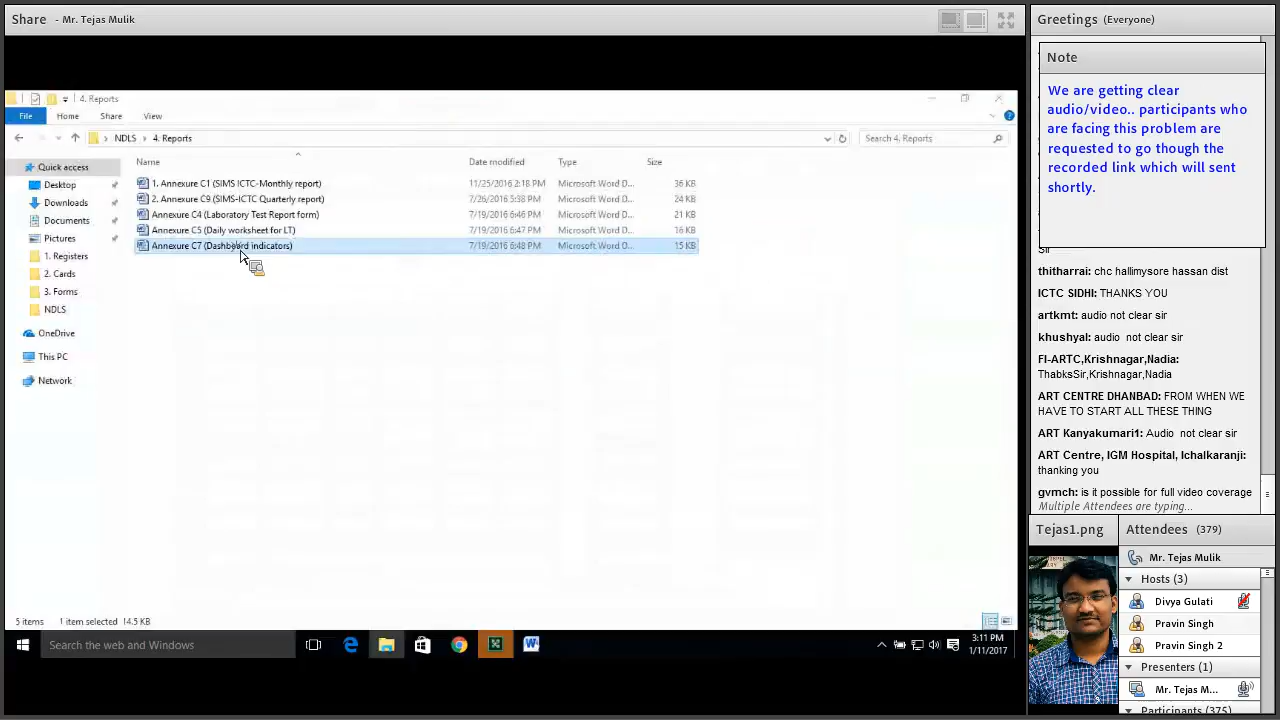 Share - Mr. Tejas Mulik
4. Reports
File Home Share View
NDLS 4. Reports
Search 4. Reports
Name Date modified Type Size
1. Annexure C1 (SIMS ICTC-Monthly report) 11/25/2016 2:18 PM Microsoft Word D... 36 KB
2. Annexure C9 (SIMS-ICTC Quarterly report) 7/26/2016 5:38 PM Microsoft Word D... 24 KB
Annexure C4 (Laboratory Test Report form) 7/19/2016 6:46 PM Microsoft Word D... 21 KB
Annexure C5 (Daily worksheet for LT) 7/19/2016 6:47 PM Microsoft Word D... 16 KB
Annexure C7 (Dashboard indicators) 7/19/2016 6:48 PM Microsoft Word D... 15 KB
Quick access
Desktop
Downloads
Documents
Pictures
1. Registers
2. Cards
3. Forms
NDLS
OneDrive
This PC
Network
5 items 1 item selected 14.5 KB
Search the web and Windows
3:11 PM
1/11/2017
Greetings (Everyone)
Note
We are getting clear
audio/video.. participants who
are facing this problem are
requested to go though the
recorded link which will sent
shortly.
Sir
thitharrai: chc hallimysore hassan dist
ICTC SIDHI: THANKS YOU
artkmt: audio not clear sir
khushyal: audio not clear sir
FI-ARTC,Krishnagar,Nadia:
ThabksSir,Krishnagar,Nadia
ART CENTRE DHANBAD: FROM WHEN WE
HAVE TO START ALL THESE THING
ART Kanyakumari1: Audio not clear sir
ART Centre, IGM Hospital, Ichalkaranji:
thanking you
gvmch: is it possible for full video coverage
Multiple Attendees are typing...
Tejas1.png
Attendees (379)
Mr. Tejas Mulik
Hosts (3)
Divya Gulati
Pravin Singh
Pravin Singh 2
Presenters (1)
Mr. Tejas M...
Participants (375)